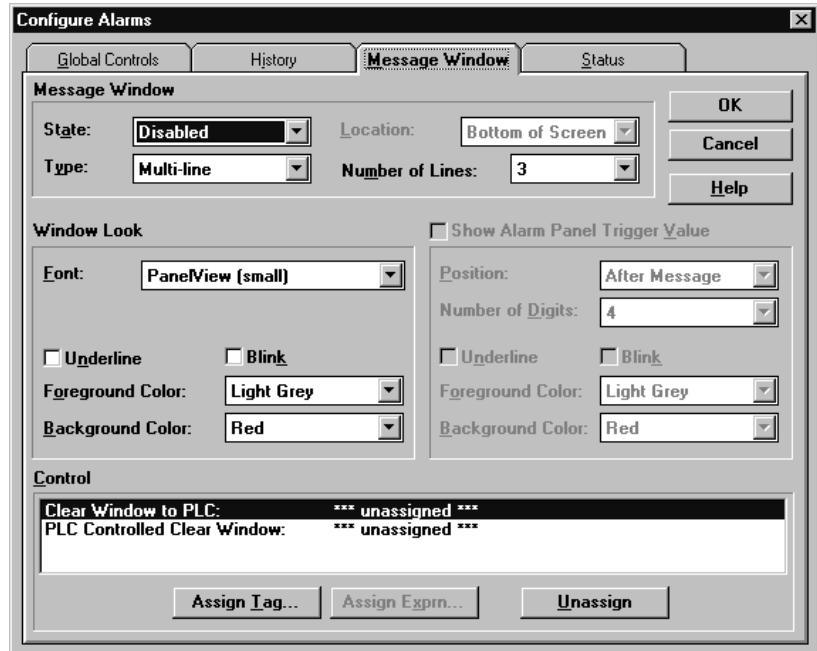 Configure Alarms
Global Controls History Message Window Status
Message Window
State: Disabled Location: Bottom of Screen
Type: Multi-line Number of Lines: 3
OK
Cancel
Help
Window Look
Font: PanelView (small)
Underline Blink
Foreground Color: Light Grey
Background Color: Red
Show Alarm Panel Trigger Value
Position: After Message
Number of Digits: 4
Underline Blink
Foreground Color: Light Grey
Background Color: Red
Control
Clear Window to PLC: *** unassigned ***
PLC Controlled Clear Window: *** unassigned ***
Assign Tag... Assign Exprn... Unassign